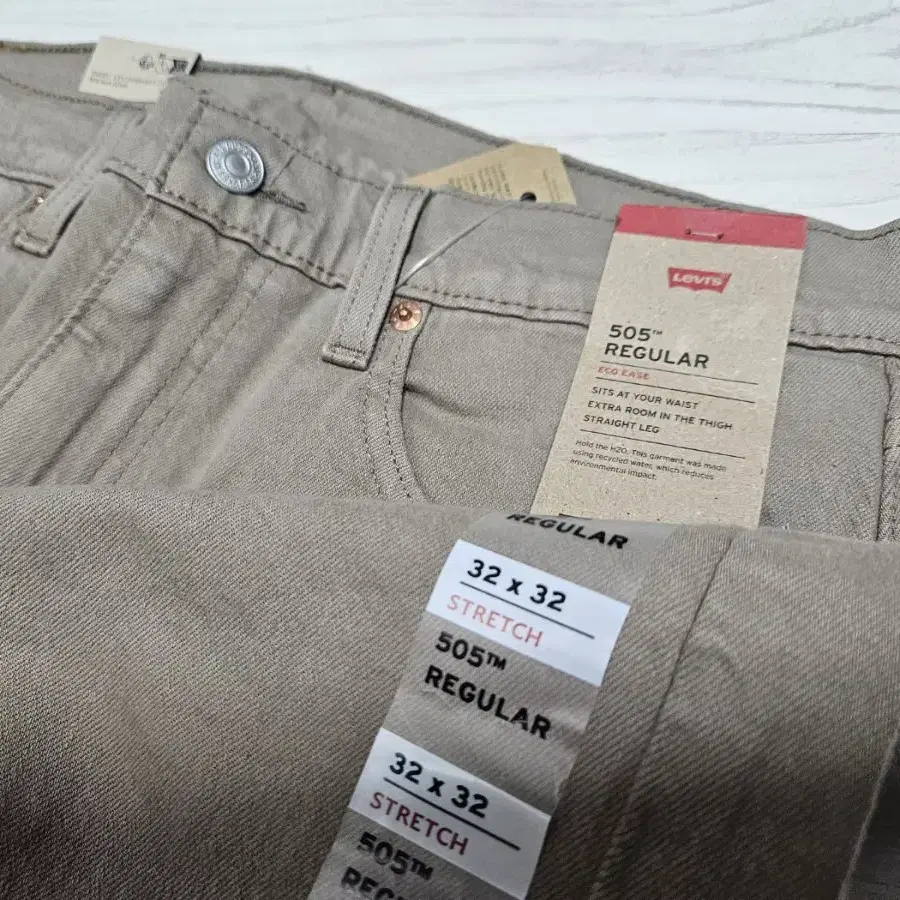 Levi's
505™
REGULAR
ECO EASE
SITS AT YOUR WAIST
EXTRA ROOM IN THE THIGH
STRAIGHT LEG
Hold the H2O. This garment was made
using recycled water, which reduces
environmental impact.
REGULAR
32 x 32
STRETCH
505™
REGULAR
32 x 32
STRETCH
505™